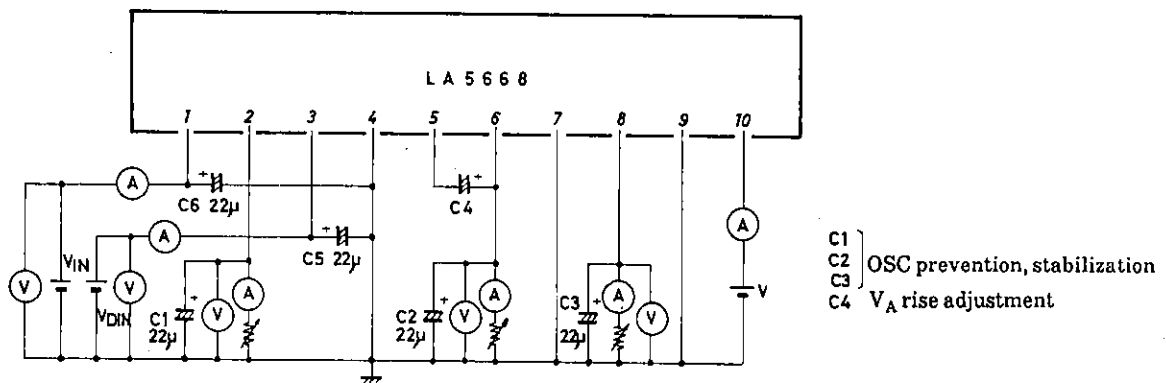 LA5668
1 2 3 4 5 6 7 8 9 10
A
+
C6 22μ
C4
+
A
A
+
C5 22μ
V
VIN
VDIN
V
C1
22μ
+
V
A
C2
22μ
+
V
A
C3
22μ
+
A
V
V
C1
C2 OSC prevention, stabilization
C3
C4 VA rise adjustment